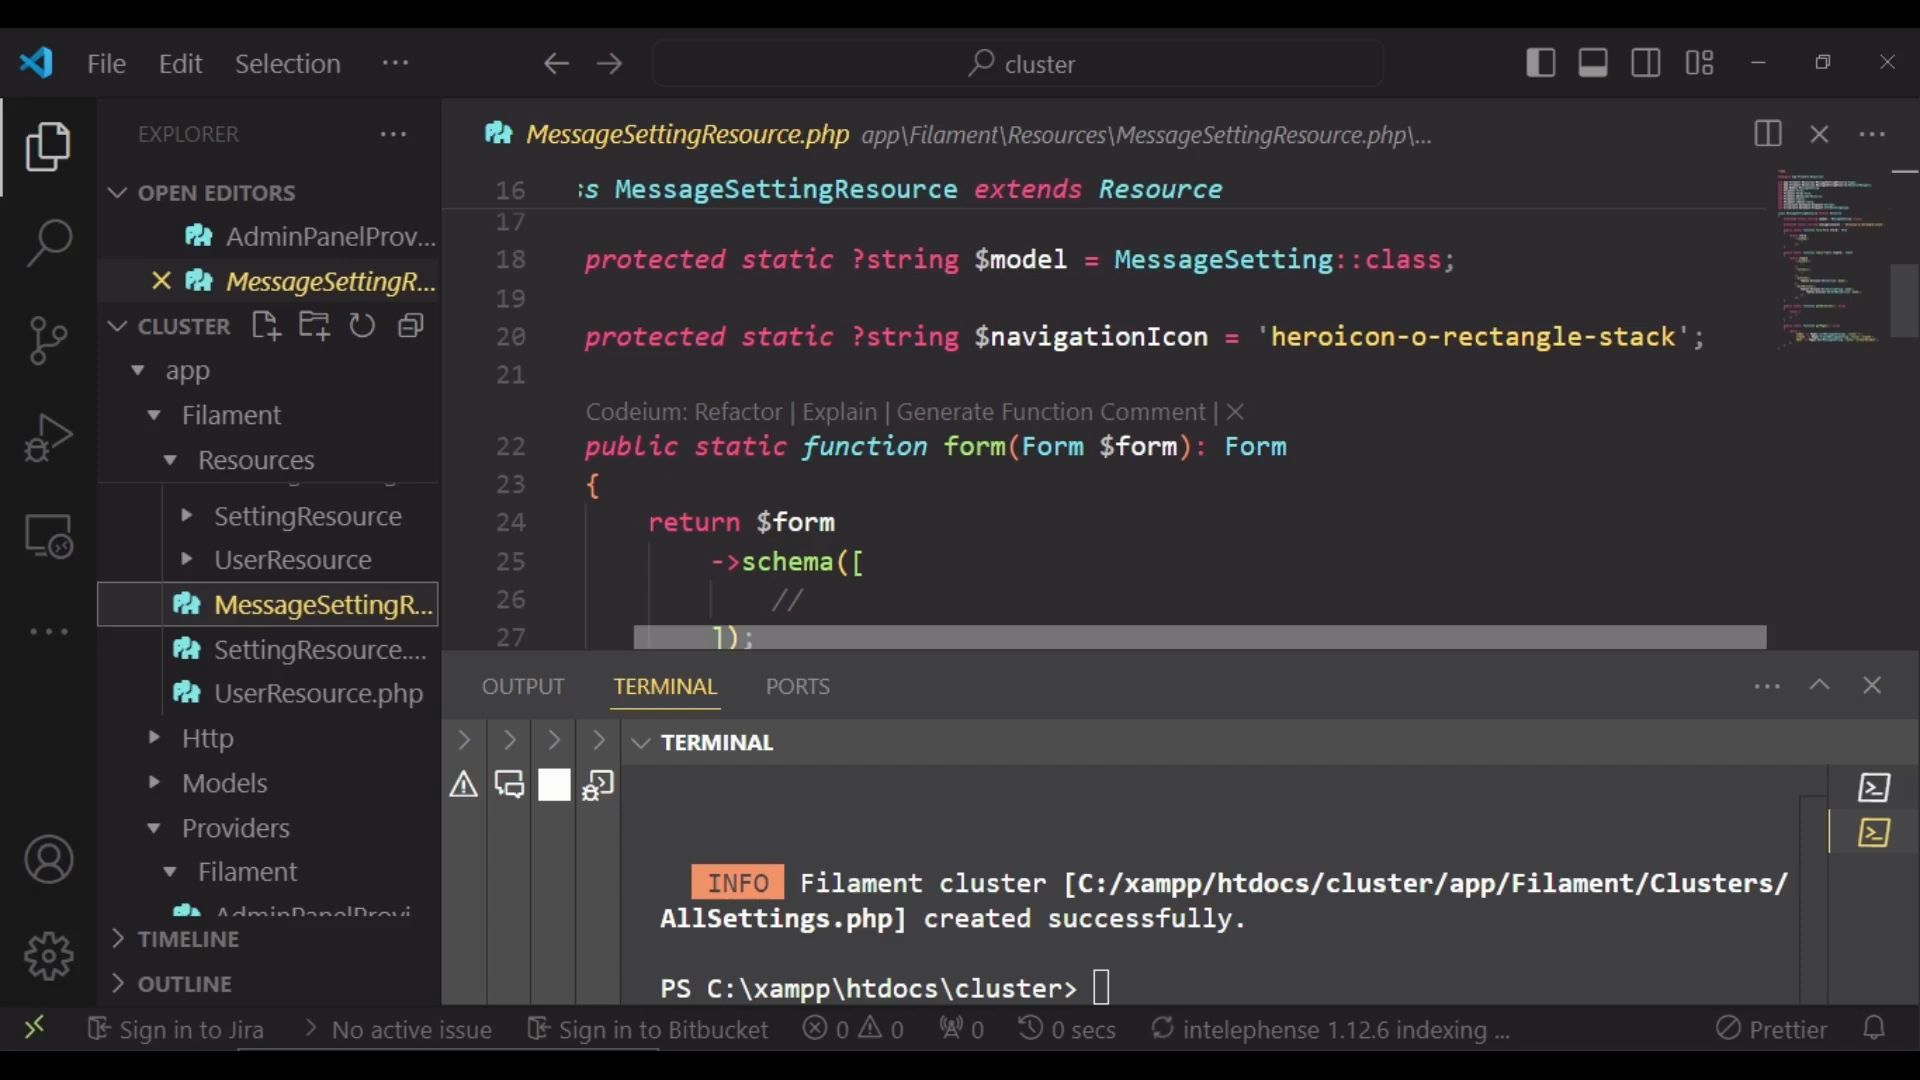 File Edit Selection ...
cluster
EXPLORER
OPEN EDITORS
AdminPanelProv...
MessageSettingR...
CLUSTER
app
Filament
Resources
SettingResource
UserResource
MessageSettingR...
SettingResource....
UserResource.php
Http
Models
Providers
Filament
AdminPanelProvi
TIMELINE
OUTLINE
MessageSettingResource.php app\Filament\Resources\MessageSettingResource.php\...
16 ss MessageSettingResource extends Resource
17
18 protected static ?string $model = MessageSetting::class;
19
20 protected static ?string $navigationIcon = 'heroicon-o-rectangle-stack';
21
Codeium: Refactor | Explain | Generate Function Comment | ✕
22 public static function form(Form $form): Form
23 {
24 return $form
25 ->schema([
26 //
27 ]);
OUTPUT TERMINAL PORTS
TERMINAL
INFO Filament cluster [C:/xampp/htdocs/cluster/app/Filament/Clusters/
AllSettings.php] created successfully.
PS C:\xampp\htdocs\cluster>
Sign in to Jira No active issue Sign in to Bitbucket 0 0 0 0 secs intelephense 1.12.6 indexing ... Prettier